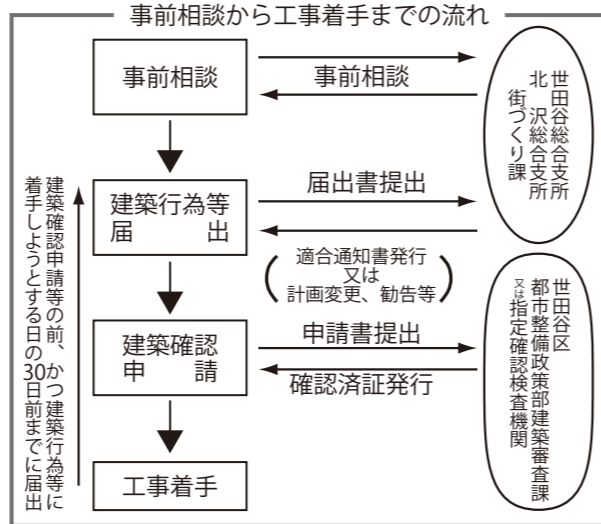 事前相談から工事着手までの流れ
事前相談
事前相談
世田谷総合支所
北沢総合支所
街づくり課
建築行為等
届出
届出書提出
適合通知書発行
又は
計画変更、勧告等
建築確認
申請
申請書提出
確認済証発行
世田谷区
都市整備政策部建築審査課
又は指定確認検査機関
工事着手
建築確認申請等の前、かつ建築行為等に
着手しようとする日の30日前までに届出